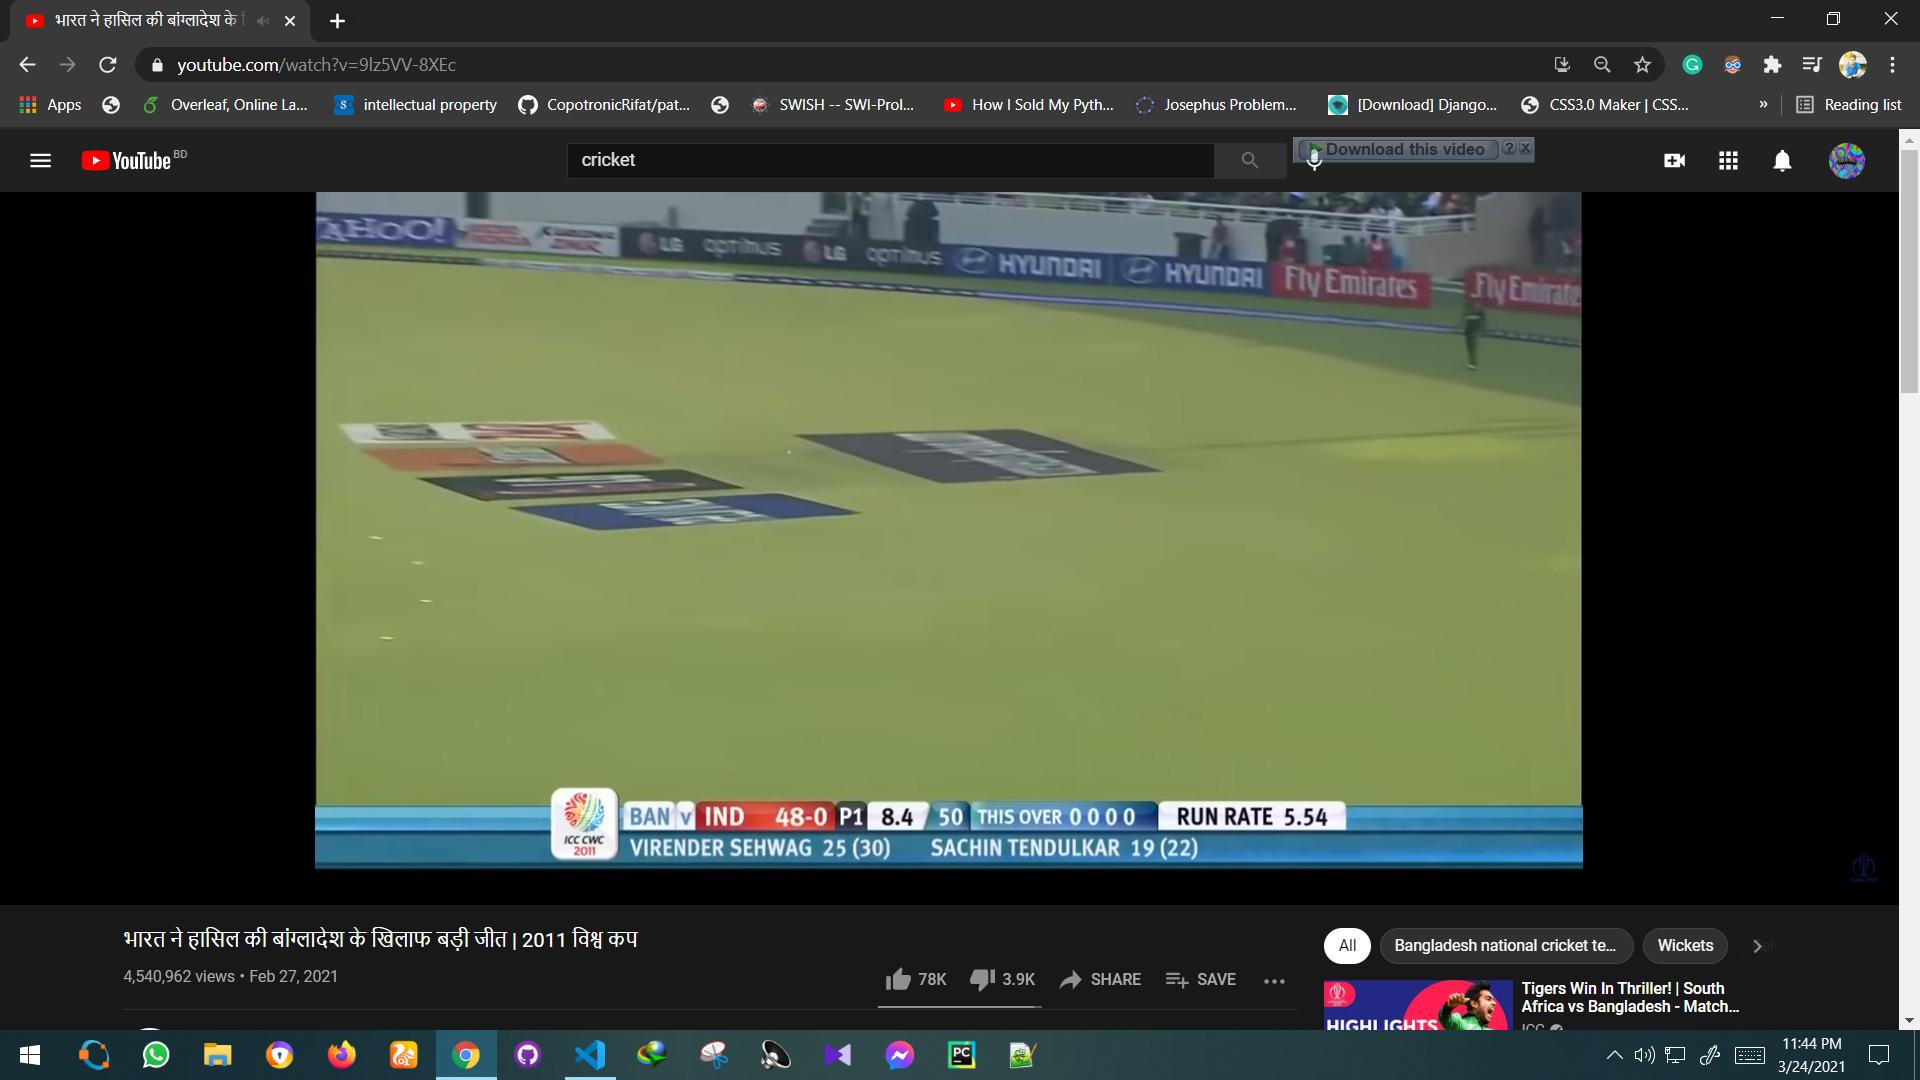 भारत ने हासिल की बांग्लादेश के
youtube.com/watch?v=9lz5VV-8XEc
Apps
Overleaf, Online La...
intellectual property
CopotronicRifat/pat...
SWISH -- SWI-Prol...
How I Sold My Pyth...
Josephus Problem...
[Download] Django...
CSS3.0 Maker | CSS...
»
Reading list
YouTube BD
cricket
Download this video
YAHOO!
LG optimus LG optimus
HYUNDAI HYUNDAI
Fly Emirates
Fly Emirate
BAN v IND 48-0 P1 8.4 / 50 THIS OVER 0 0 0 0 RUN RATE 5.54
ICC CWC
2011
VIRENDER SEHWAG 25 (30) SACHIN TENDULKAR 19 (22)
भारत ने हासिल की बांग्लादेश के खिलाफ बड़ी जीत | 2011 विश्व कप
4,540,962 views • Feb 27, 2021
78K
3.9K
SHARE
SAVE
All
Bangladesh national cricket te...
Wickets
HIGHLIGHTS
Tigers Win In Thriller! | South
Africa vs Bangladesh - Match...
ICC
11:44 PM
3/24/2021